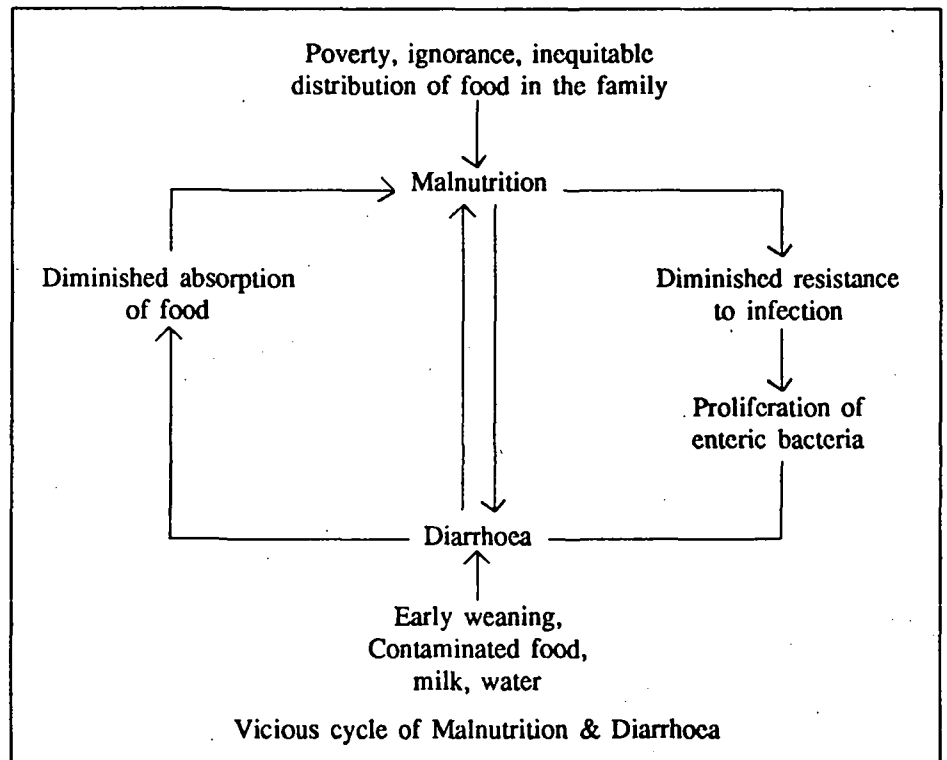 Poverty, ignorance, inequitable
distribution of food in the family
Malnutrition
Diminished absorption
of food
Diminished resistance
to infection
Proliferation of
enteric bacteria
Diarrhoea
Early weaning,
Contaminated food,
milk, water
Vicious cycle of Malnutrition & Diarrhoea